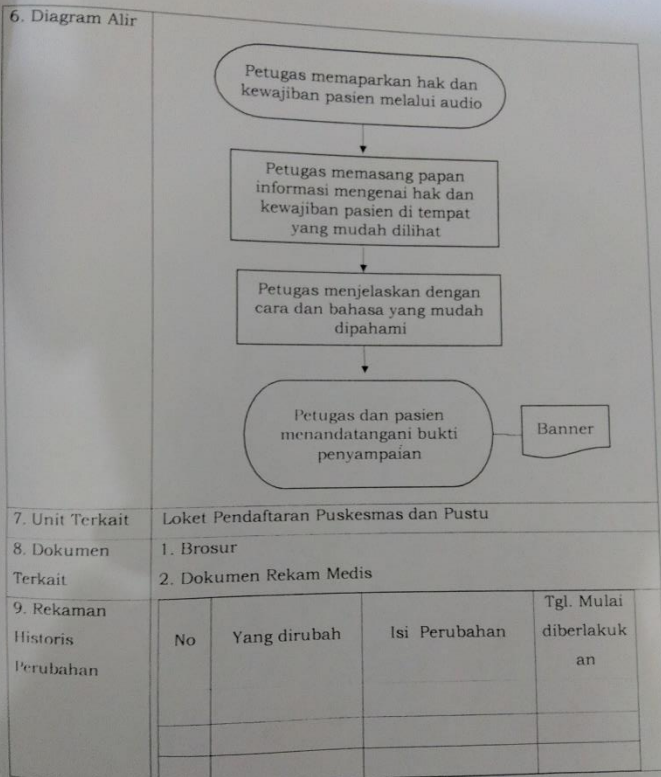 6. Diagram Alir
Petugas memaparkan hak dan
kewajiban pasien melalui audio
Petugas memasang papan
informasi mengenai hak dan
kewajiban pasien di tempat
yang mudah dilihat
Petugas menjelaskan dengan
cara dan bahasa yang mudah
dipahami
Petugas dan pasien
menandatangani bukti
penyampaian
Banner
7. Unit Terkait
Loket Pendaftaran Puskesmas dan Pustu
8. Dokumen
Terkait
1. Brosur
2. Dokumen Rekam Medis
9. Rekaman
Historis
Perubahan
No
Yang dirubah
Isi Perubahan
Tgl. Mulai
diberlakuk
an